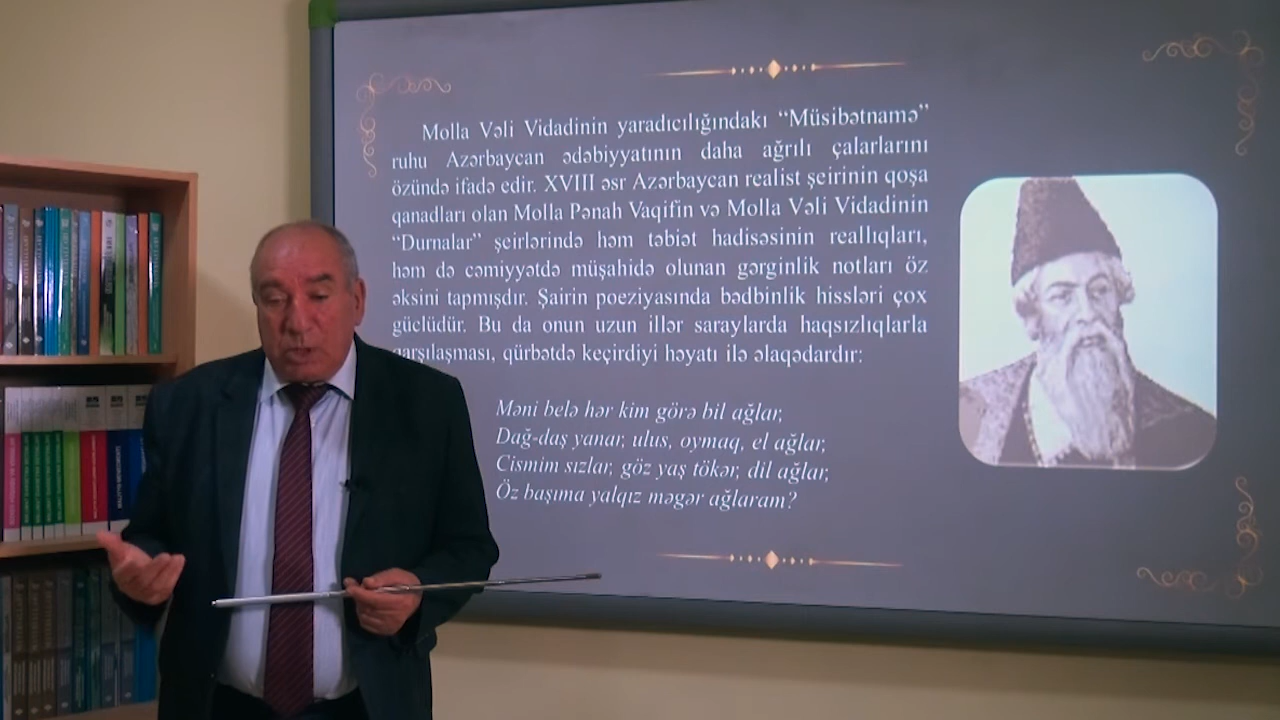 Molla Vəli Vidadinin yaradıcılığındakı “Müsibətnamə”
ruhu Azərbaycan ədəbiyyatının daha ağrılı çalarlarını
özündə ifadə edir. XVIII əsr Azərbaycan realist şeirinin qoşa
qanadları olan Molla Pənah Vaqifin və Molla Vəli Vidadinin
“Durnalar” şeirlərində həm təbiət hadisəsinin reallıqları,
həm də cəmiyyətdə müşahidə olunan gərginlik notları öz
əksini tapmışdır. Şairin poeziyasında bədbinlik hissləri çox
güclüdür. Bu da onun uzun illər saraylarda haqsızlıqlarla
qarşılaşması, qürbətdə keçirdiyi həyatı ilə əlaqədardır:
Məni belə hər kim görə bil ağlar,
Dağ-daş yanar, ulus, oymaq, el ağlar,
Cismim sızlar, göz yaş tökər, dil ağlar,
Öz başıma yalqız məgər ağlaram?